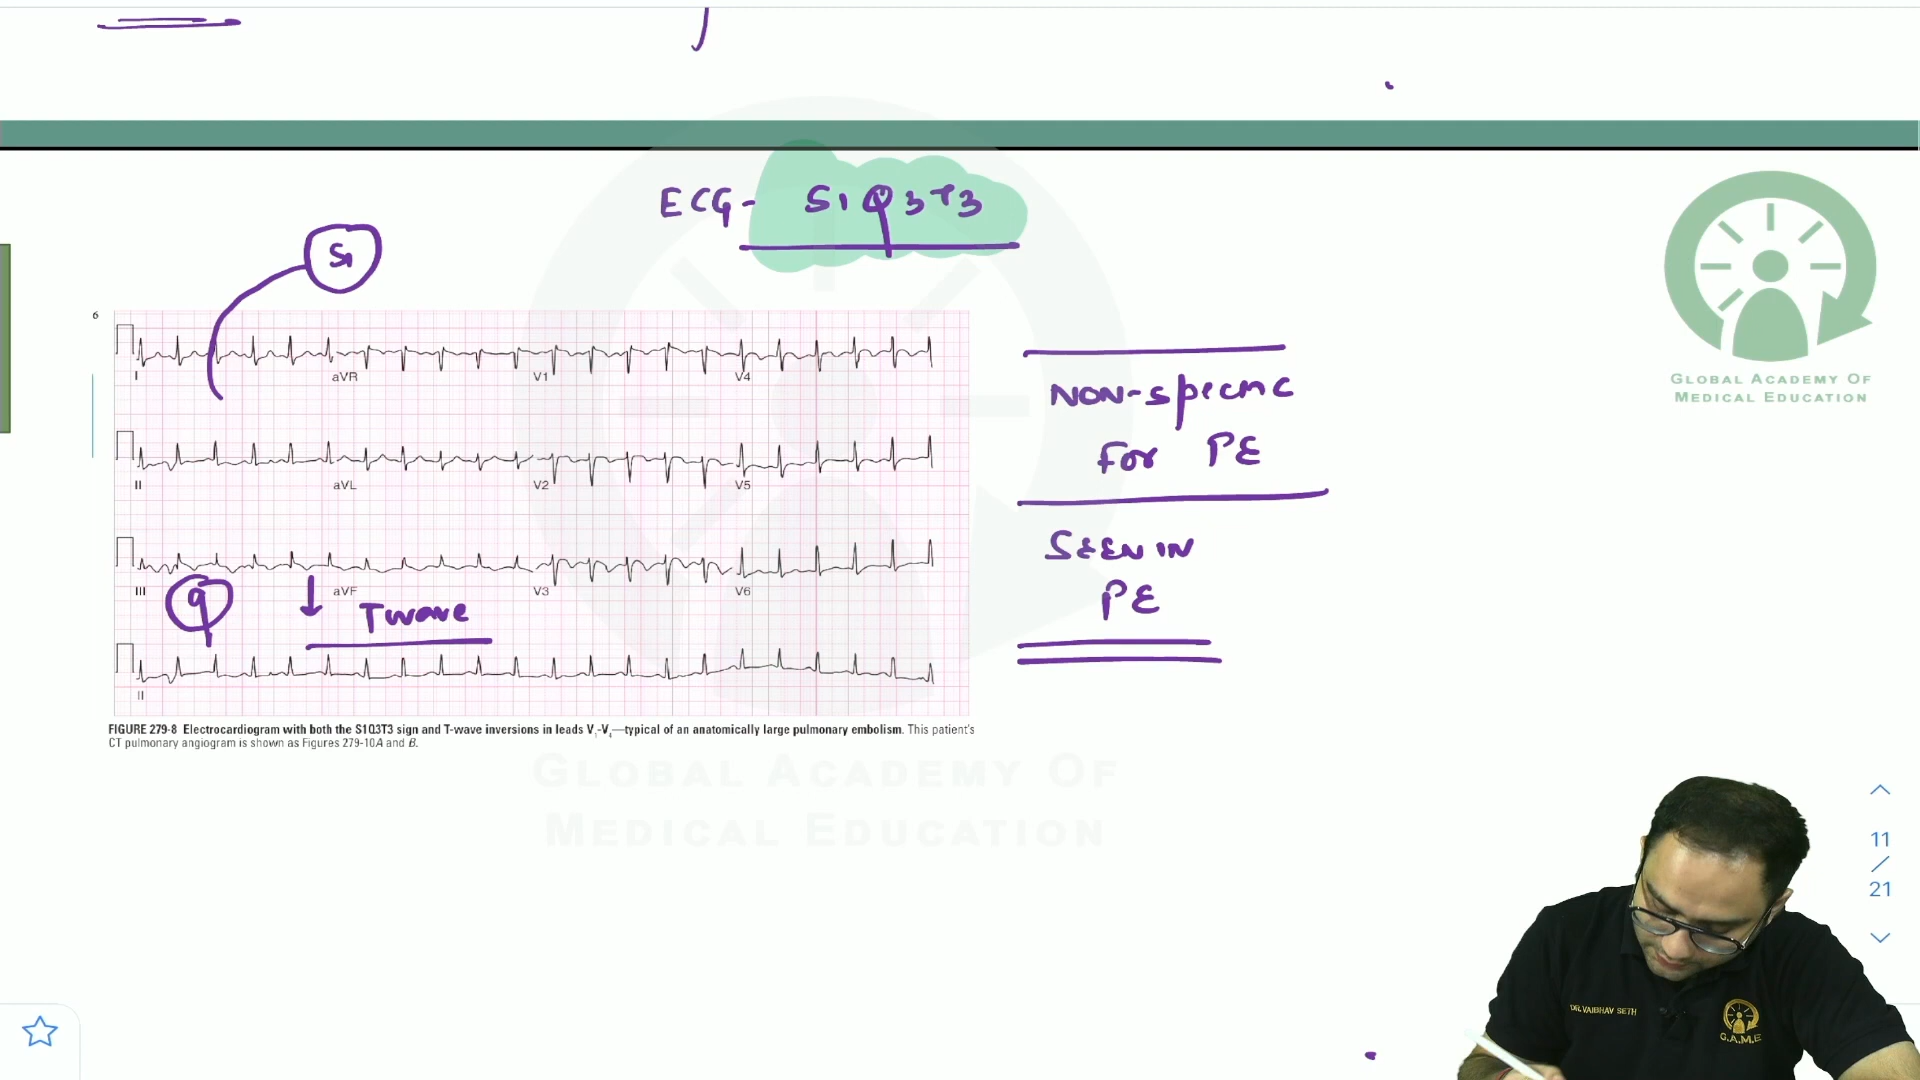 ECG- S1Q3T3
S1
6
I
aVR
V1
V4
NON-specific
For PE
II
aVL
V2
V5
SEEN IN
PE
III
aVF
V3
V6
Q
T wave
II
FIGURE 279-8 Electrocardiogram with both the S1Q3T3 sign and T-wave inversions in leads V1-V4—typical of an anatomically large pulmonary embolism. This patient's
CT pulmonary angiogram is shown as Figures 279-10A and B.
GLOBAL ACADEMY OF
MEDICAL EDUCATION
GLOBAL ACADEMY OF
MEDICAL EDUCATION
11
/
21
DR.VAIBHAV SETH
G.A.M.E